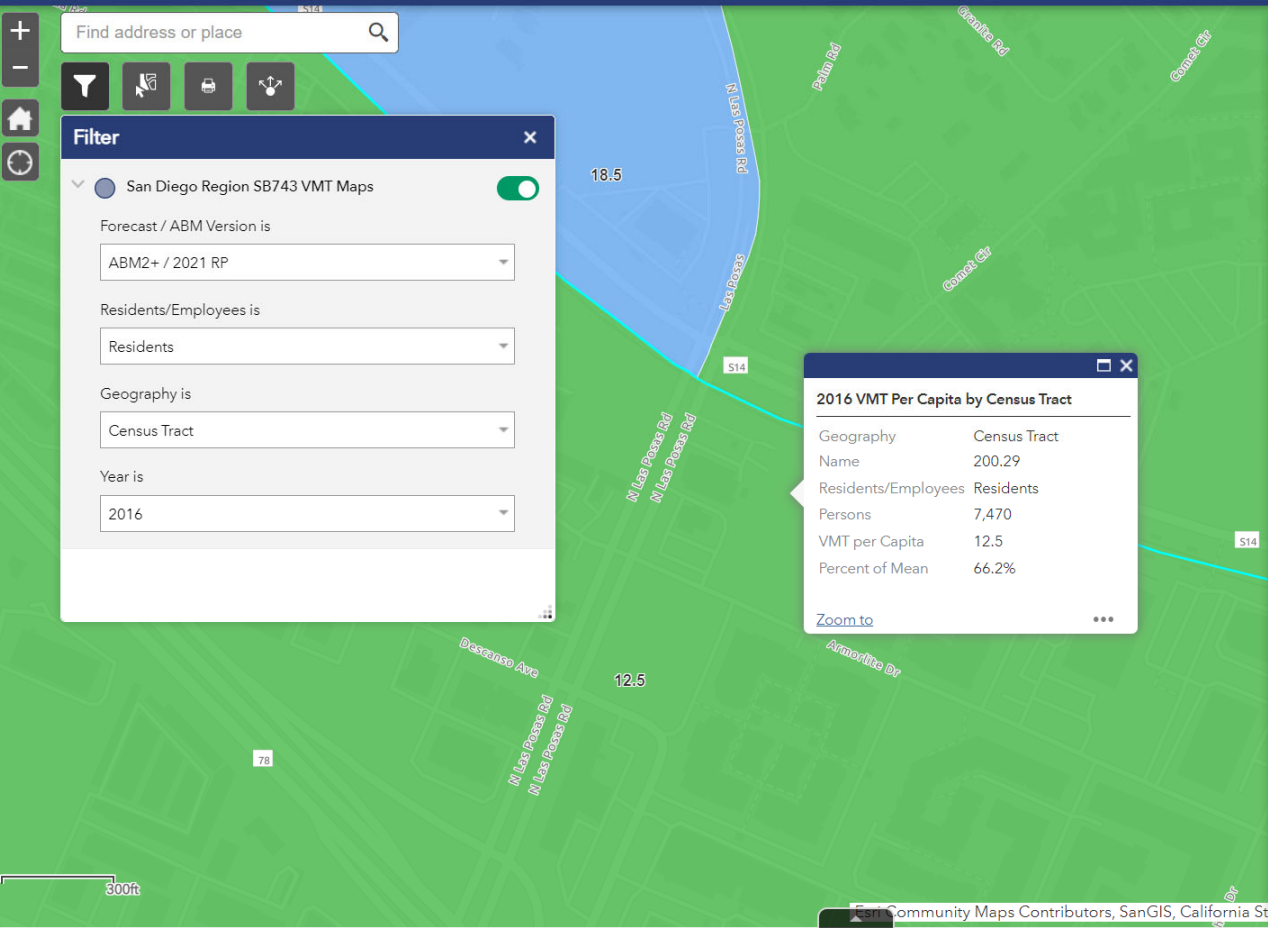 S14
Find address or place
Granite Rd
Comet Cir
Palm Rd
N Las Posas Rd
Filter
San Diego Region SB743 VMT Maps
Forecast / ABM Version is
ABM2+ / 2021 RP
Residents/Employees is
Residents
Geography is
Census Tract
Year is
2016
18.5
Comet Cir
Las Posas
S14
2016 VMT Per Capita by Census Tract
Geography Census Tract
Name 200.29
Residents/Employees Residents
Persons 7,470
VMT per Capita 12.5
Percent of Mean 66.2%
Zoom to
N Las Posas Rd
N Las Posas Rd
S14
Descanso Ave
Armorlite Dr
12.5
N Las Posas Rd
N Las Posas Rd
78
300ft
Dr
Esri Community Maps Contributors, SanGIS, California St